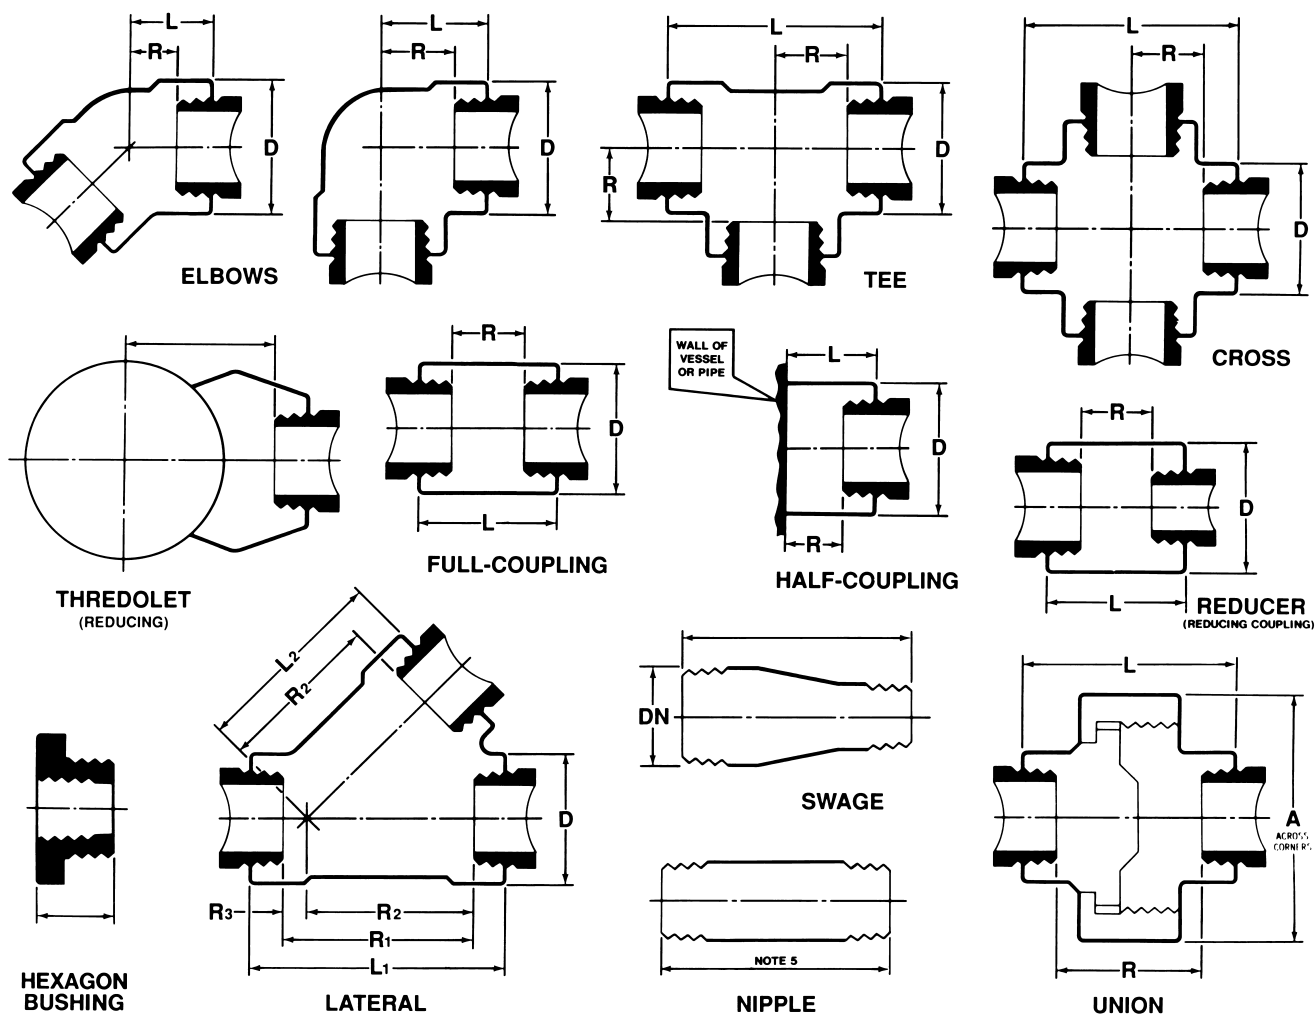 L
R
D
ELBOWS
L
R
D
L
R
R
D
TEE
L
R
D
CROSS
THREDOLET
(REDUCING)
R
D
L
FULL-COUPLING
WALL OF
VESSEL
OR PIPE
L
D
R
HALF-COUPLING
R
D
L
REDUCER
(REDUCING COUPLING)
HEXAGON
BUSHING
L2
R2
D
R3
R2
R1
L1
LATERAL
DN
SWAGE
NOTE 5
NIPPLE
L
A
ACROSS
CORNERS
R
UNION